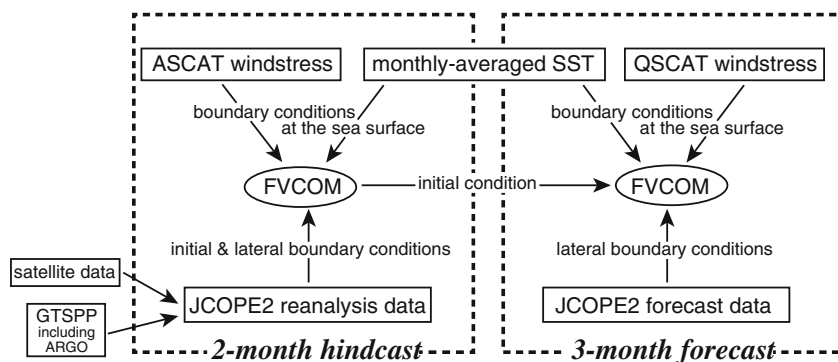 ASCAT windstress
monthly-averaged SST
QSCAT windstress
boundary conditions
at the sea surface
boundary conditions
at the sea surface
FVCOM
initial condition
FVCOM
initial & lateral boundary conditions
lateral boundary conditions
satellite data
GTSPP
including
ARGO
JCOPE2 reanalysis data
JCOPE2 forecast data
2-month hindcast
3-month forecast